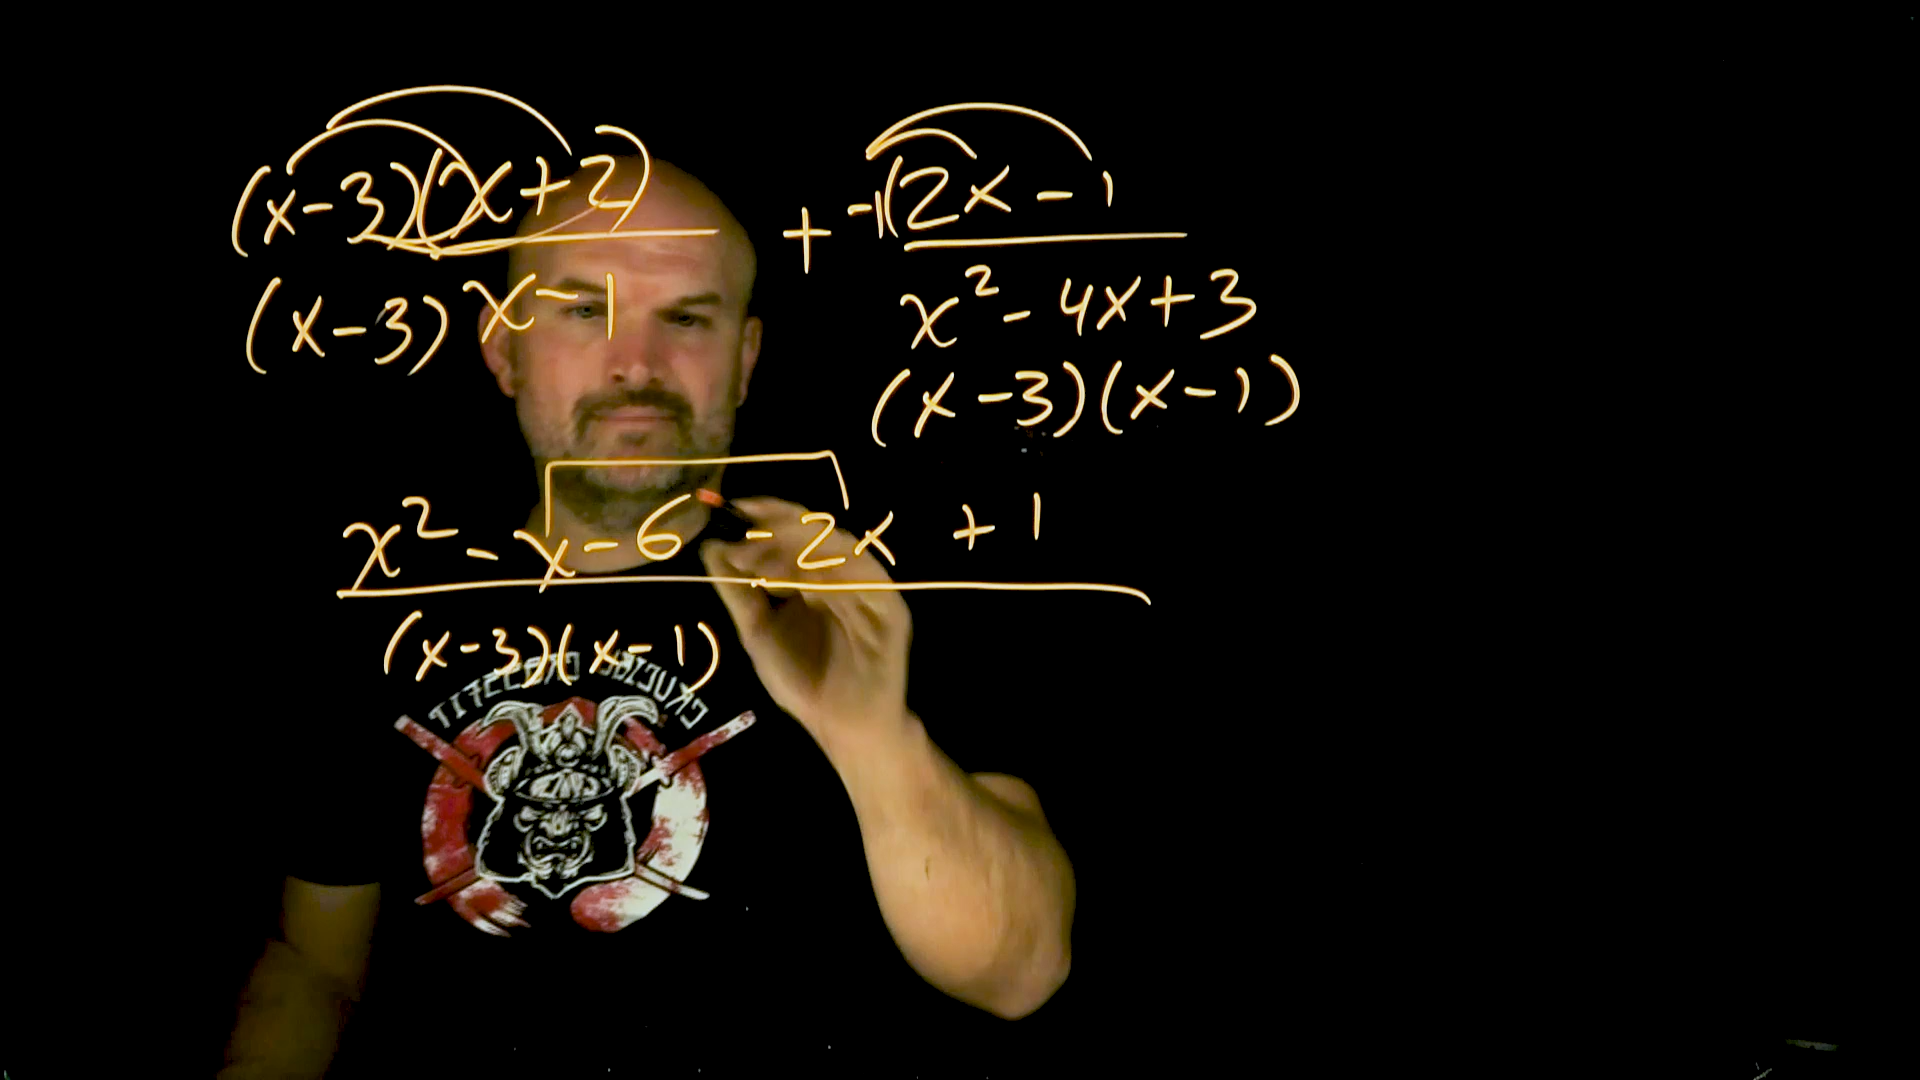 (x-3)(x+2) + -1(2x-1
(x-3) x-1 x²-4x+3
(x-3)(x-1)
x²-x-6-2x+1
(x-3)(x-1)